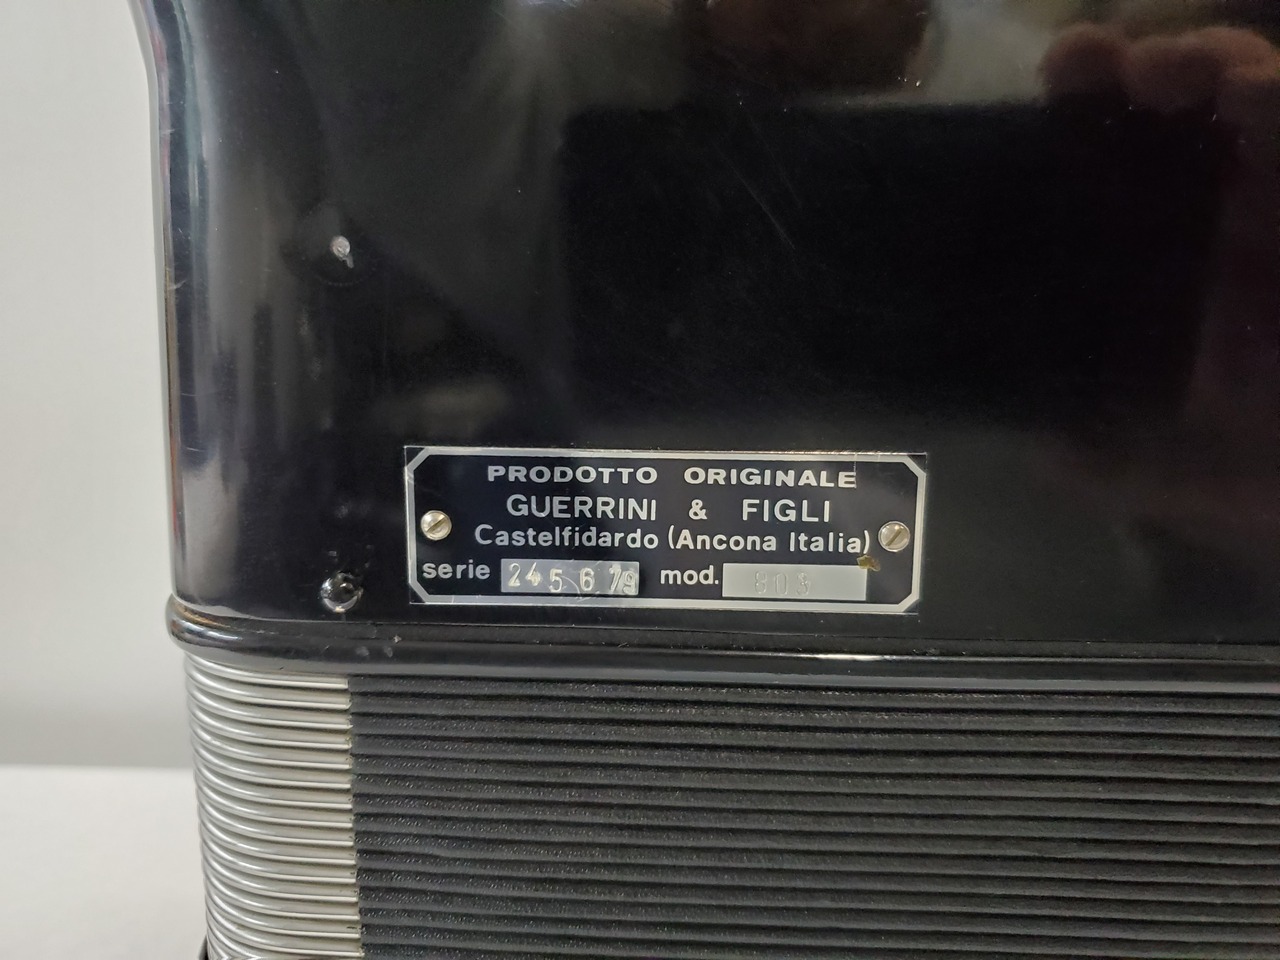 PRODOTTO ORIGINALE
GUERRINI & FIGLI
Castelfidardo (Ancona Italia)
serie 245679 mod. 803